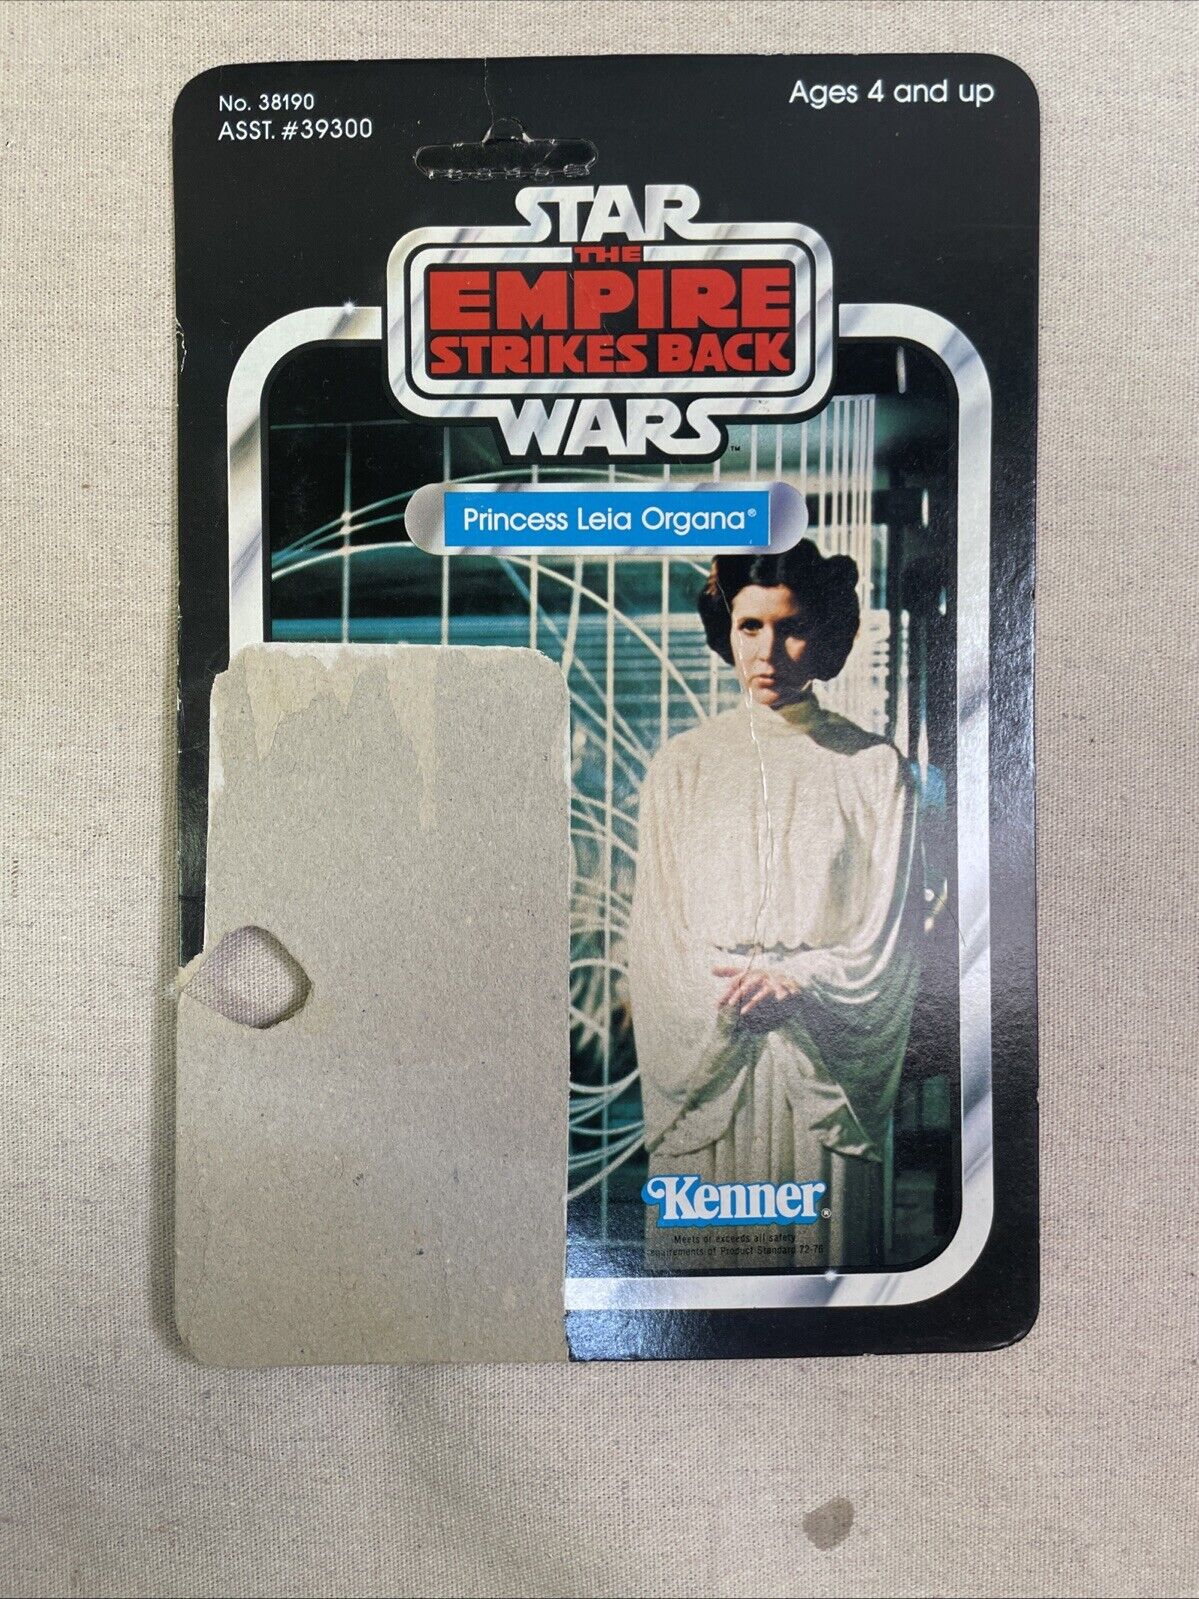 No. 38190
ASST. #39300
Ages 4 and up
STAR
THE
EMPIRE
STRIKES BACK
WARS™
Princess Leia Organa®
Kenner®
Meets or exceeds all safety
requirements of Product Standard 72-76